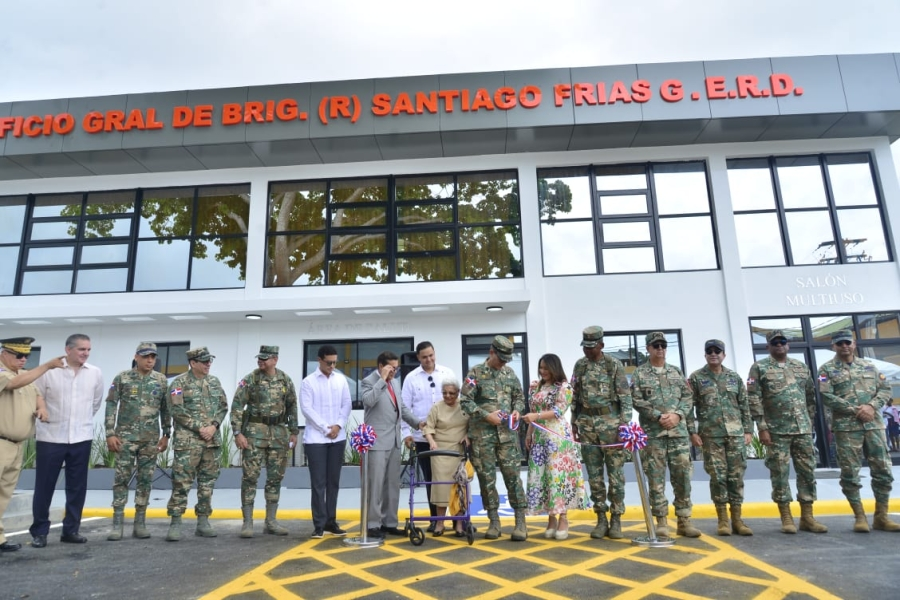 FICIO GRAL DE BRIG. (R) SANTIAGO FRIAS G. E.R.D.
SALÓN
MULTIUSO